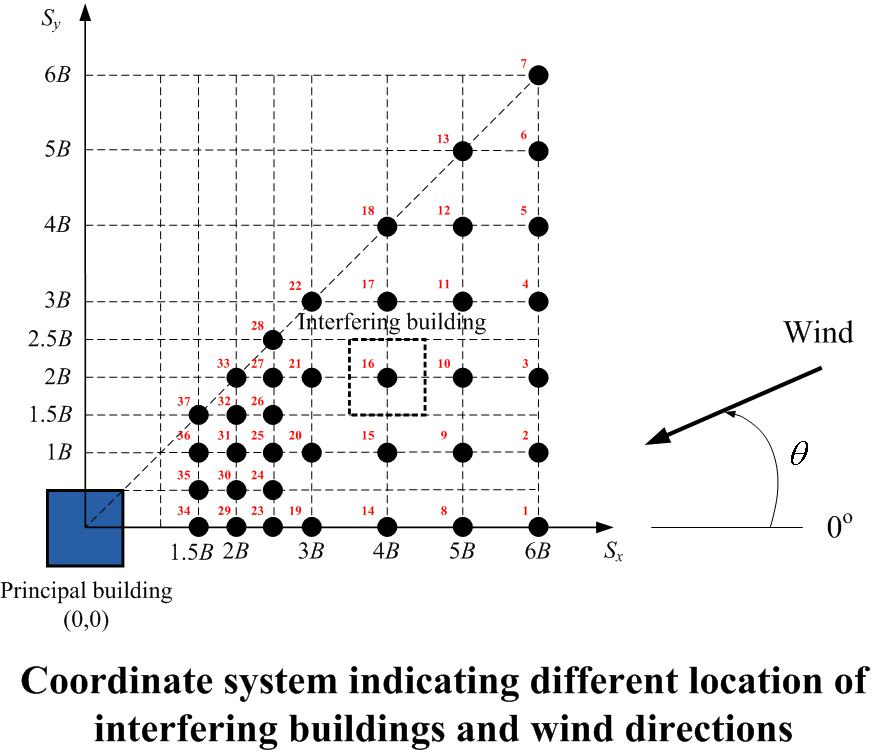 S_y
6B
7
5B
13
6
4B
18
12
5
3B
22
17
11
4
Interfering building
2.5B
28
2B
33
27
21
16
10
3
1.5B
37
32
26
1B
36
31
25
20
15
9
2
35
30
24
34
29
23
19
14
8
1
1.5B 2B 3B 4B 5B 6B S_x
Wind
θ
0°
Principal building
(0,0)
Coordinate system indicating different location of
interfering buildings and wind directions